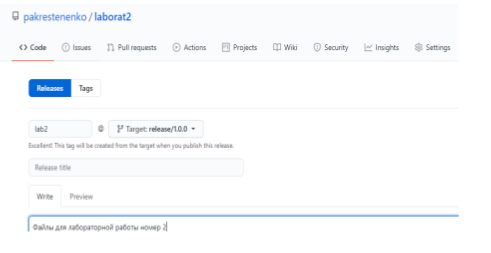 pakrestenenko / laborat2
Code Issues Pull requests Actions Projects Wiki Security Insights Settings
Releases Tags
lab2 @ Target: release/1.0.0
Excellent! This tag will be created from the target when you publish this release.
Release title
Write Preview
Файлы для лабораторной работы номер 2